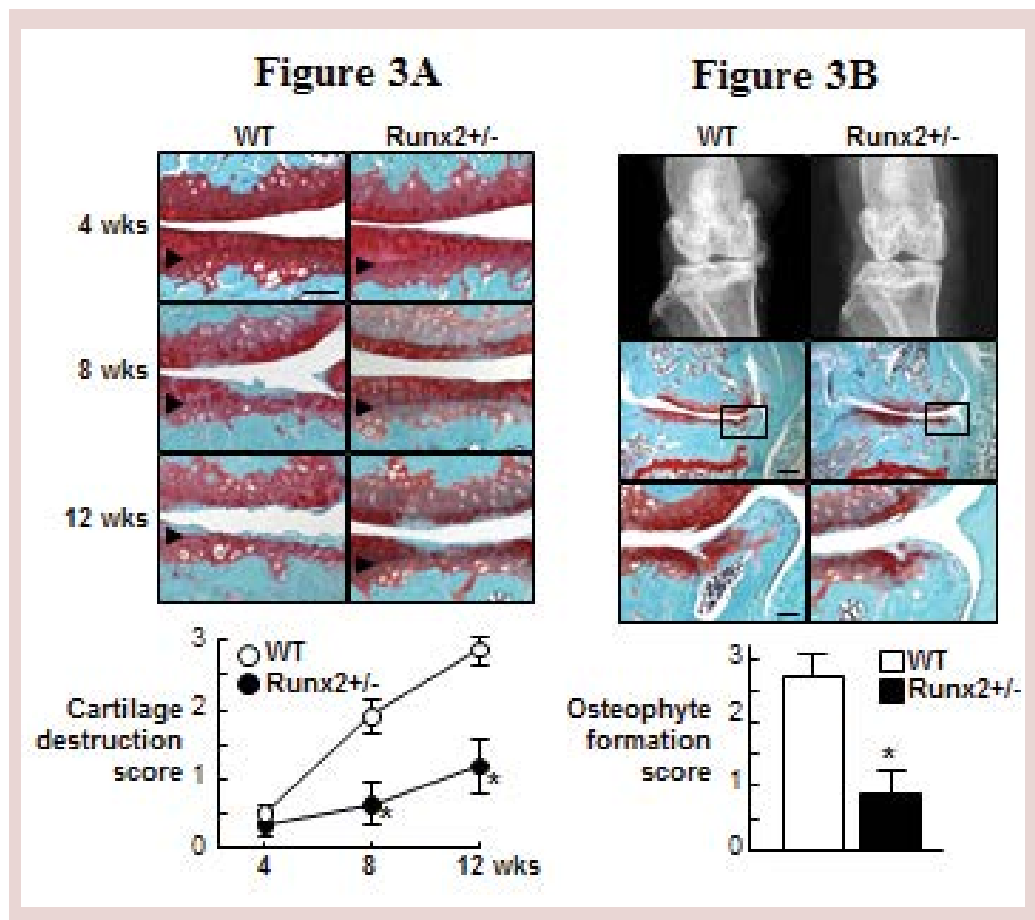 Figure 3A
WT Runx2+/-
4 wks
8 wks
12 wks
3
2
1
0
Cartilage
destruction
score
WT
Runx2+/-
*
*
4 8 12 wks
Figure 3B
WT Runx2+/-
3
2
1
0
Osteophyte
formation
score
WT
Runx2+/-
*